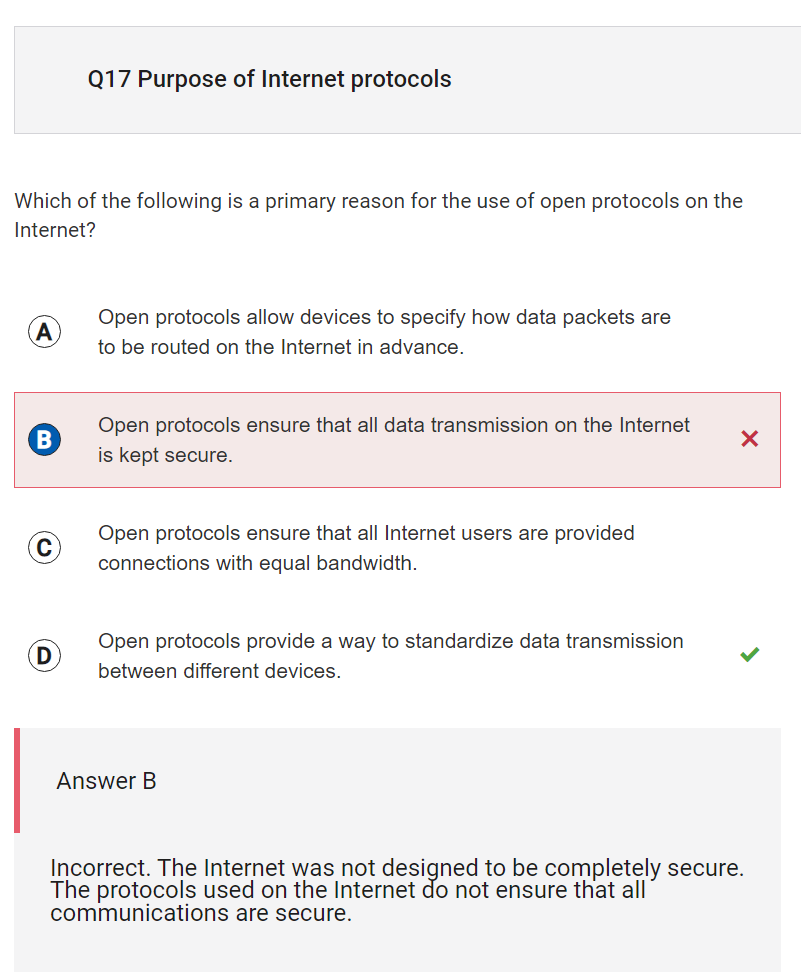 Q17 Purpose of Internet protocols
Which of the following is a primary reason for the use of open protocols on the
Internet?
A
Open protocols allow devices to specify how data packets are
to be routed on the Internet in advance.
B
Open protocols ensure that all data transmission on the Internet
is kept secure.
C
Open protocols ensure that all Internet users are provided
connections with equal bandwidth.
D
Open protocols provide a way to standardize data transmission
between different devices.
Answer B
Incorrect. The Internet was not designed to be completely secure.
The protocols used on the Internet do not ensure that all
communications are secure.